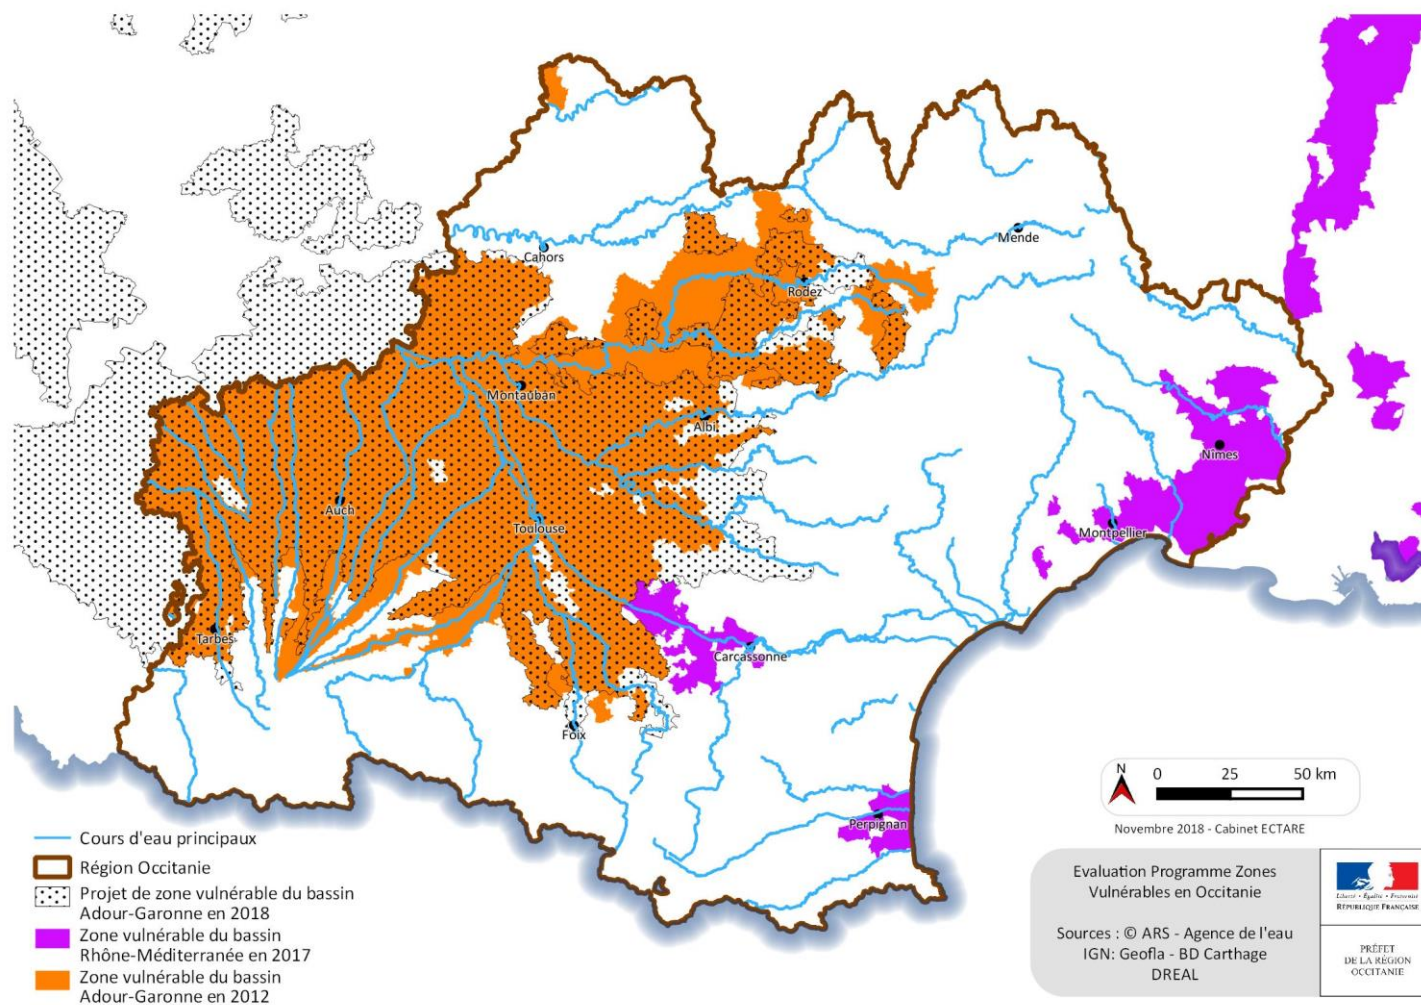 Cahors
Mende
Rodez
Montauban
Albi
Nîmes
Auch
Toulouse
Montpellier
Tarbes
Carcassonne
Foix
Perpignan
N
0 25 50 km
Novembre 2018 - Cabinet ECTARE
Cours d'eau principaux
Région Occitanie
Projet de zone vulnérable du bassin
Adour-Garonne en 2018
Zone vulnérable du bassin
Rhône-Méditerranée en 2017
Zone vulnérable du bassin
Adour-Garonne en 2012
Evaluation Programme Zones
Vulnérables en Occitanie
Sources : © ARS - Agence de l'eau
IGN: Geofla - BD Carthage
DREAL
Liberté • Égalité • Fraternité
RÉPUBLIQUE FRANÇAISE
PRÉFET
DE LA RÉGION
OCCITANIE